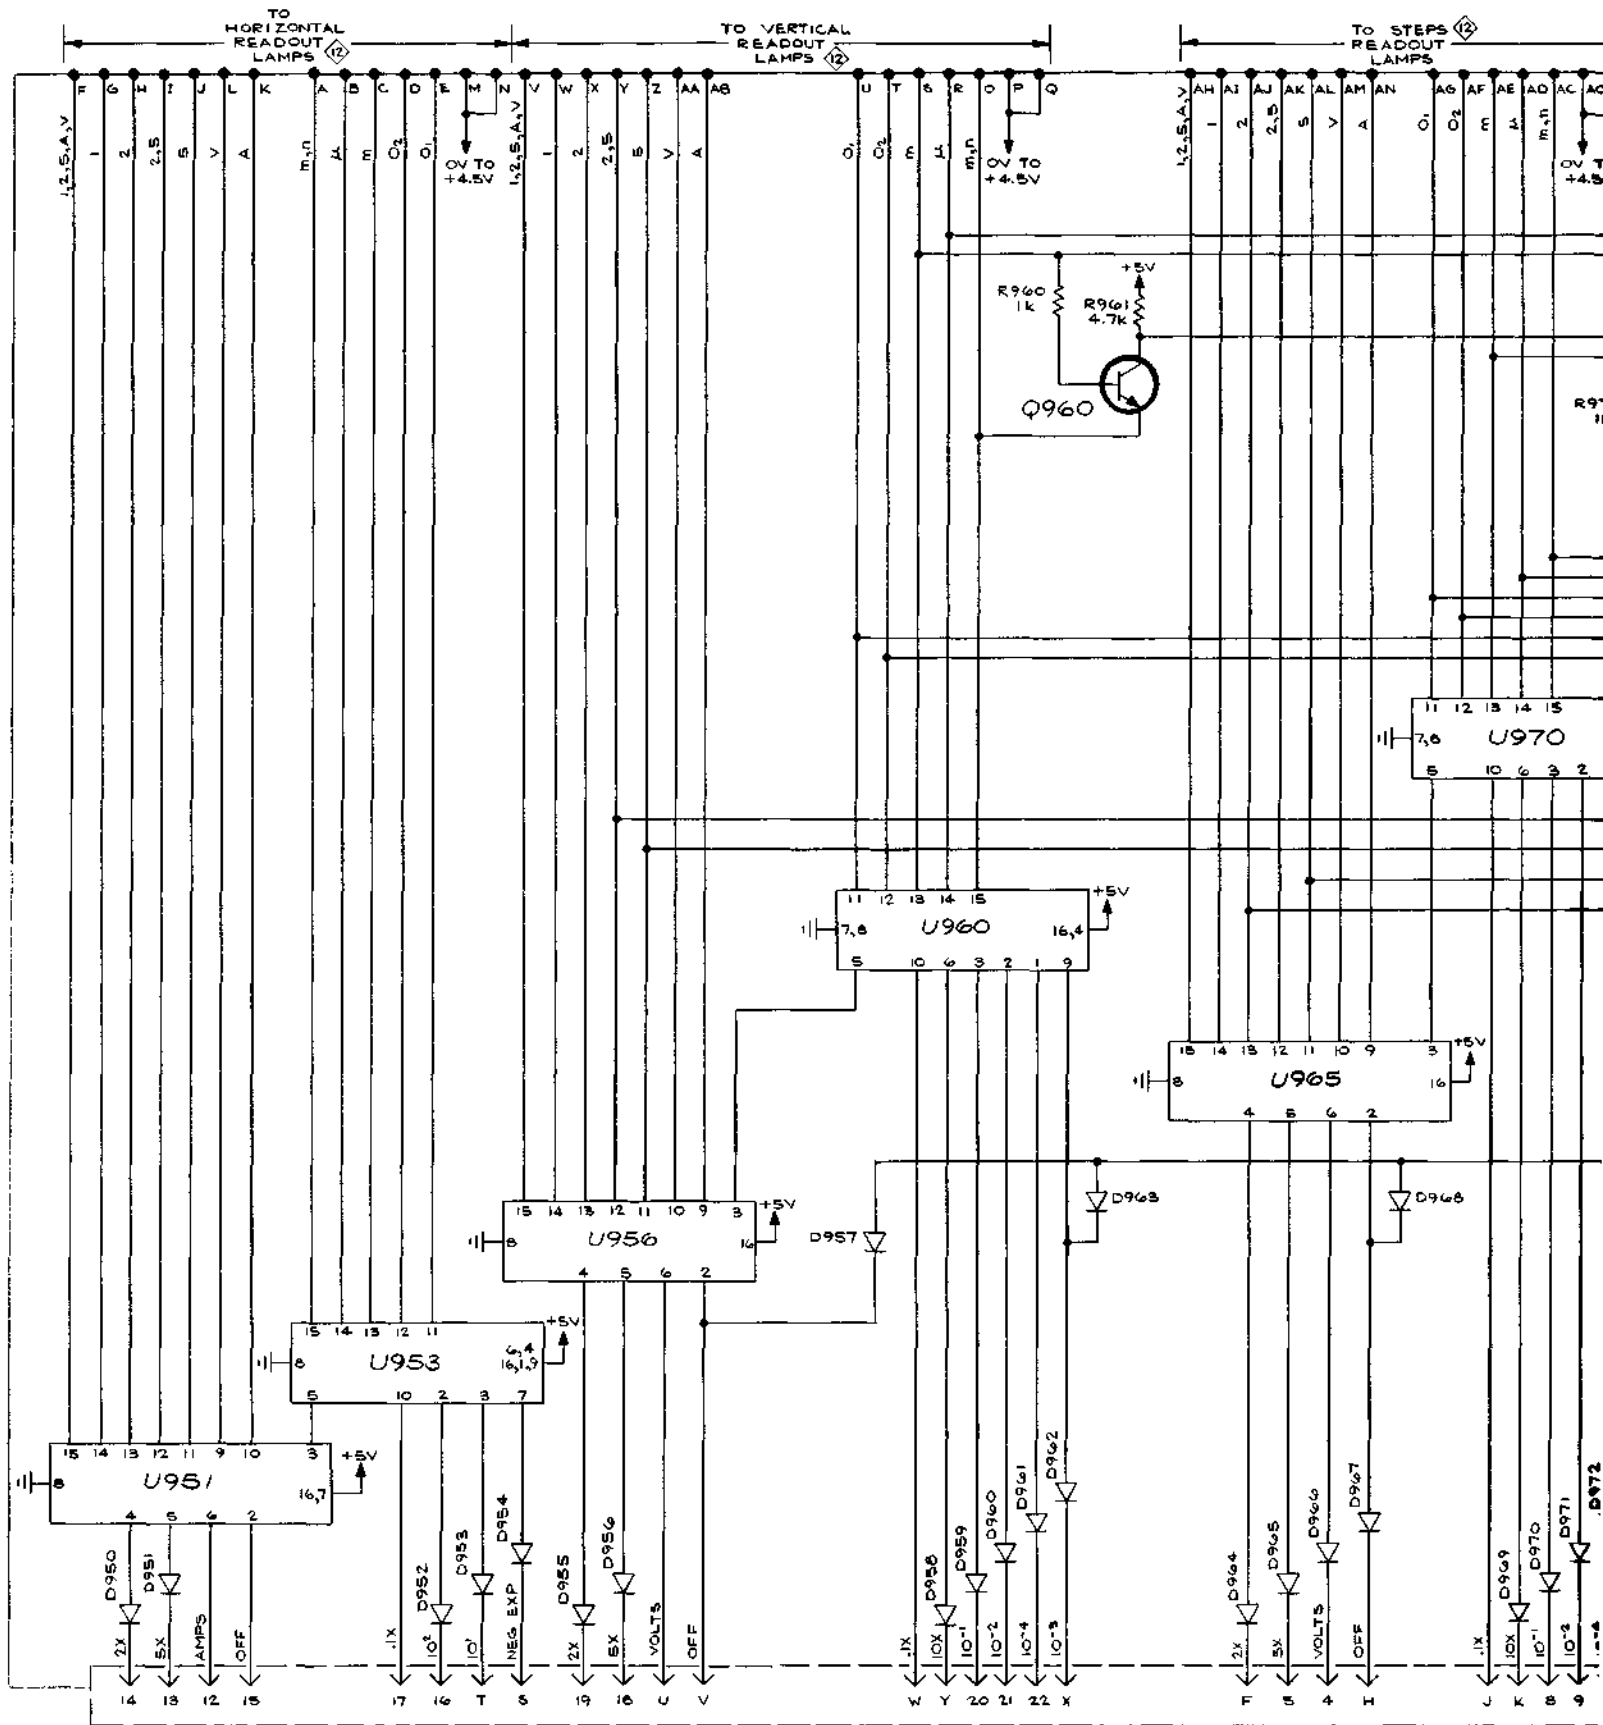 TO
HORIZONTAL
READOUT 12
LAMPS
TO VERTICAL
READOUT
LAMPS 12
TO STEPS 12
READOUT
LAMPS
F G H I J L K A B C D E M N V W X Y Z AA AB U T S R O P Q AH AI AJ AK AL AM AN AG AF AE AD AC
1,2,5,A,V
1
2
2,5
5
V
A
m,n
µ
m
O2
O1
0V TO
+4.5V
1,2,5,A,V
1
2
2,5
5
V
A
O1
O2
m
µ
m,n
0V TO
+4.5V
1,2,5,A,V
1
2
2,5
5
V
A
O1
O2
m
µ
m,n
0V T
+4.5
R960
1K
+5V
R961
4.7K
Q960
R97
11 12 13 14 15
7,8 U970
5 10 6 3 2
11 12 13 14 15
+5V
7,8 U960 16,4
5 10 6 3 2 1 9
15 14 13 12 11 10 9 3
+5V
8 U965 16
4 5 6 2
15 14 13 12 11 10 9 3
+5V
8 U956 16
4 5 6 2
D957
D963
D968
15 14 13 12 11
+5V
8 U953 6,4
16,1,9
5 10 2 3 7
15 14 13 12 11 9 10 3
+5V
8 U951 16,7
4 5 6 2
D950
D951
D952
D953
D954
D955
D956
D958
D959
D960
D961
D962
D964
D965
D966
D967
D969
D970
D971
D972
2X
5X
AMPS
OFF
.1X
10²
10¹
NEG EXP
2X
5X
VOLTS
OFF
.1X
10X
10-1
10-2
10-4
10-3
2X
5X
VOLTS
OFF
.1X
10X
10-1
10-2
14 13 12 15 17 16 T S 19 18 U V W Y 20 21 22 X F 5 4 H J K 8 9